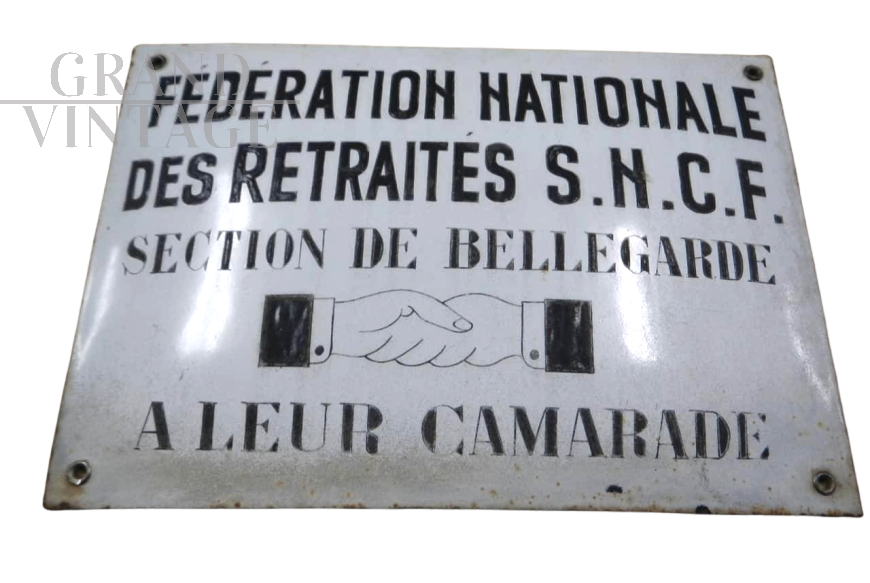 GRAND
VINTAGE
FÉDÉRATION NATIONALE
DES RETRAITÉS S.N.C.F.
SECTION DE BELLEGARDE
A LEUR CAMARADE